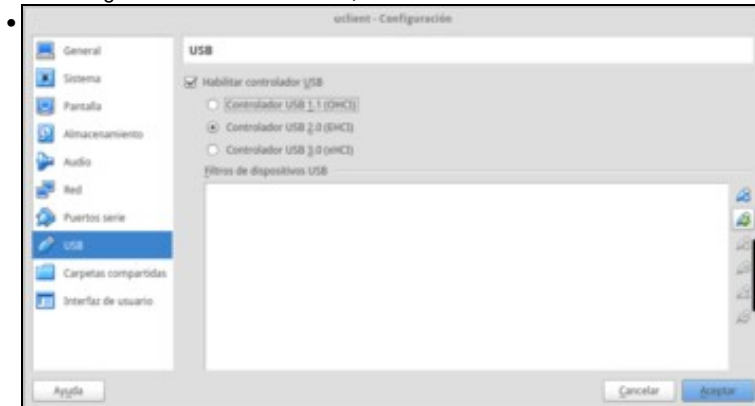 uclient - Configuración
General
Sistema
Pantalla
Almacenamiento
Audio
Red
Puertos serie
USB
Carpetas compartidas
Interfaz de usuario
USB
Habilitar controlador USB
Controlador USB 1.1 (OHCI)
Controlador USB 2.0 (EHCI)
Controlador USB 3.0 (xHCI)
Filtros de dispositivos USB
Ayuda
Cancelar
Aceptar